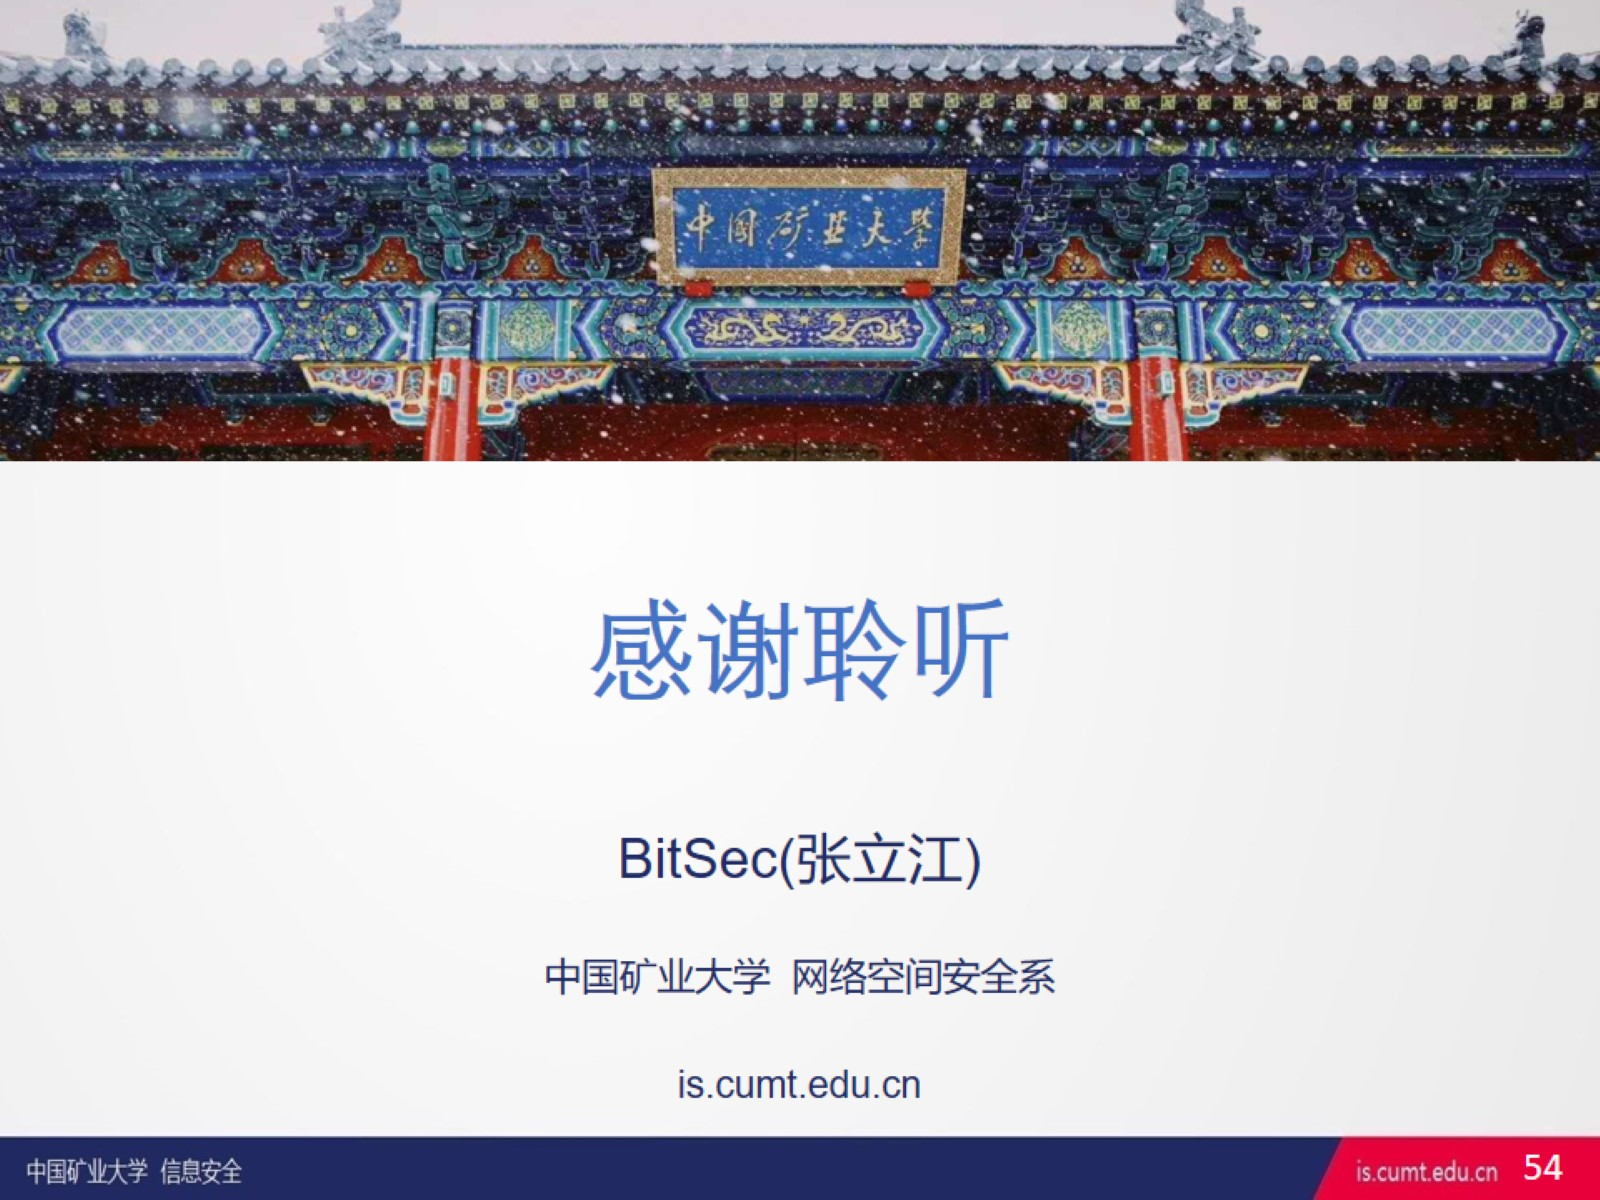 中国矿业大學
感谢聆听
BitSec(张立江)
中国矿业大学 网络空间安全系
is.cumt.edu.cn
中国矿业大学 信息安全
is.cumt.edu.cn 54